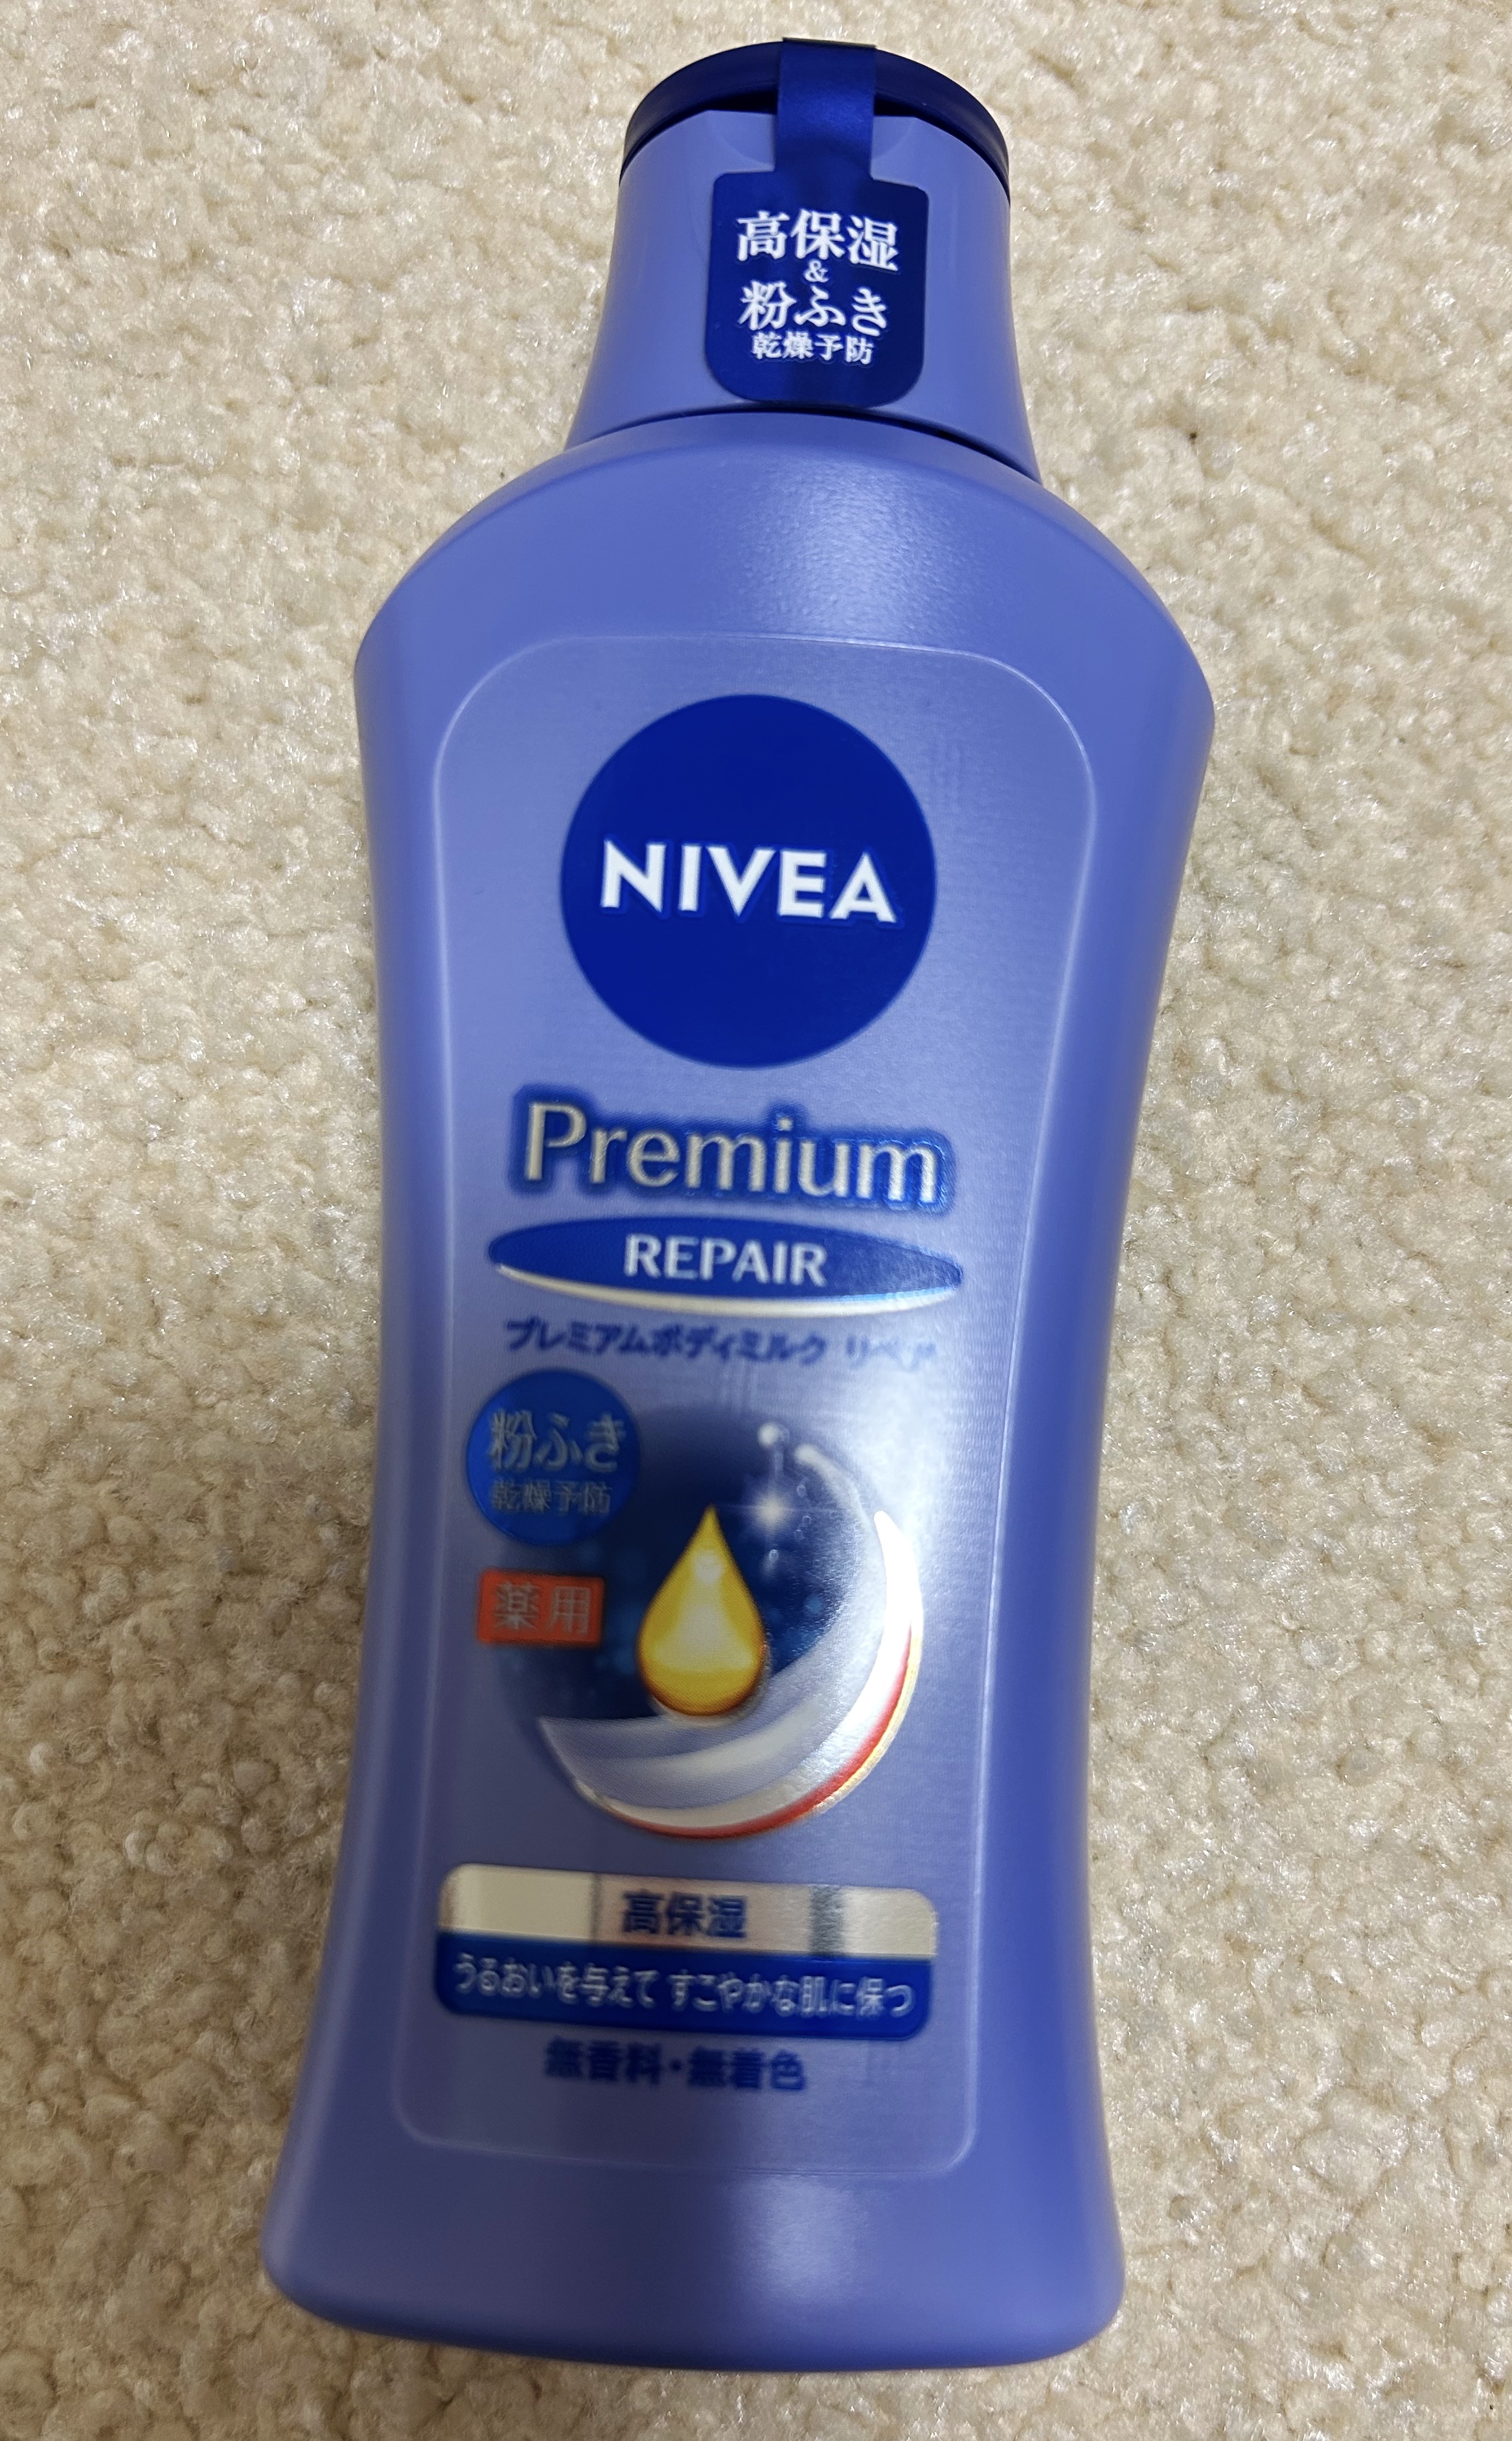 高保湿
&
粉ふき
乾燥予防
NIVEA
Premium
REPAIR
プレミアムボディミルク リペア
粉ふき
乾燥予防
薬用
高保湿
うるおいを与えて すこやかな肌に保つ
無香料・無着色